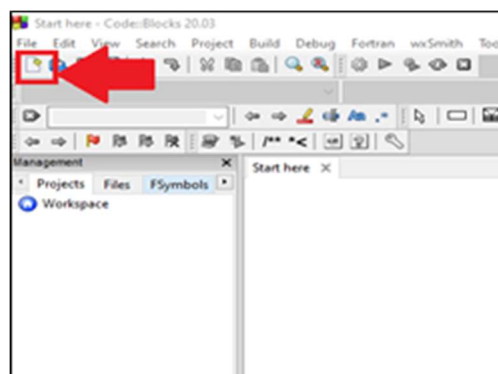 Start here - Code::Blocks 20.03
File Edit View Search Project Build Debug Fortran wxSmith Too
/** *<
Management
Projects Files FSymbols
Start here
Workspace